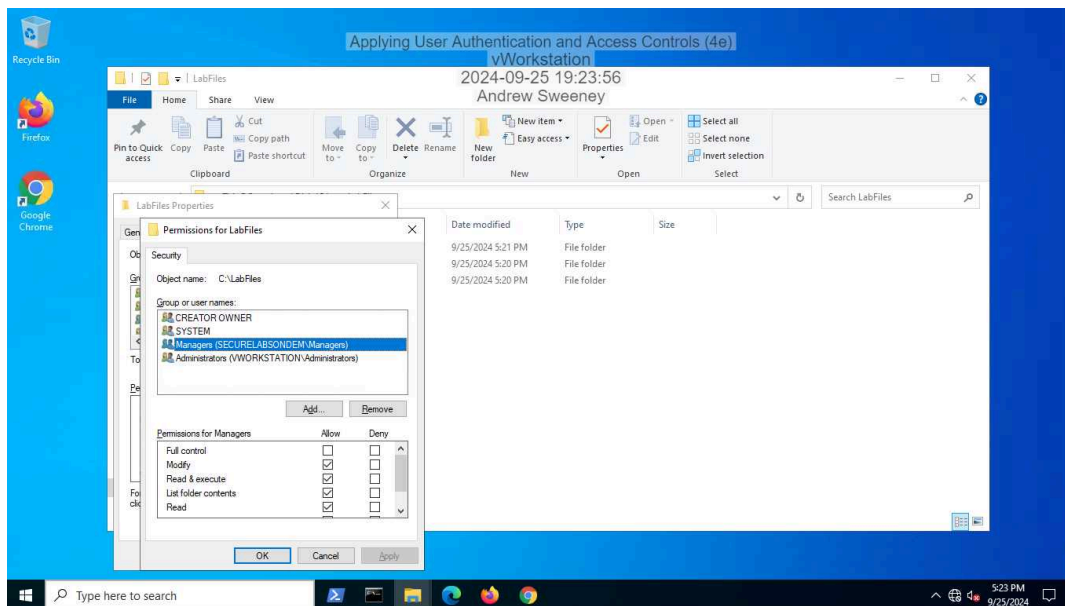 Recycle Bin
Firefox
Google
Chrome
Applying User Authentication and Access Controls (4e)
vWorkstation
2024-09-25 19:23:56
Andrew Sweeney
LabFiles
File Home Share View
Pin to Quick
access
Copy
Paste
Cut
Copy path
Paste shortcut
Clipboard
Move
to
Copy
to
Delete
Rename
Organize
New
folder
New item
Easy access
New
Properties
Open
Edit
Open
Select all
Select none
Invert selection
Select
Search LabFiles
Date modified Type Size
9/25/2024 5:21 PM File folder
9/25/2024 5:20 PM File folder
9/25/2024 5:20 PM File folder
LabFiles Properties
Permissions for LabFiles
Security
Object name: C:\LabFiles
Group or user names:
CREATOR OWNER
SYSTEM
Managers (SECURELABSONDEM\Managers)
Administrators (VWORKSTATION\Administrators)
Add... Remove
Permissions for Managers Allow Deny
Full control
Modify
Read & execute
List folder contents
Read
OK Cancel Apply
Type here to search
5:23 PM
9/25/2024